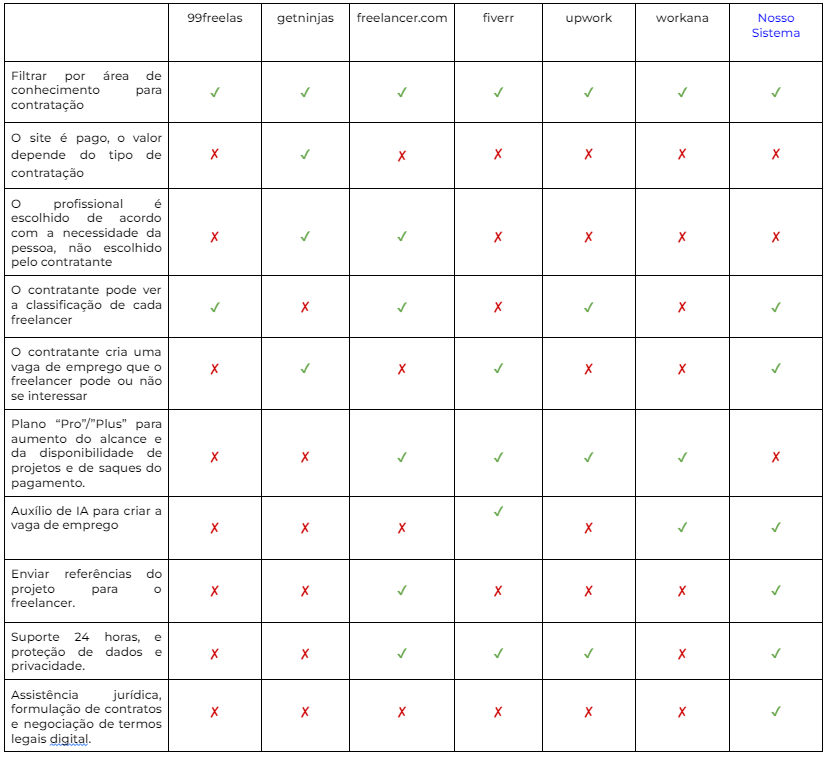 99freelas getninjas freelancer.com fiverr upwork workana Nosso
Sistema
Filtrar por área de
conhecimento para
contratação
✓ ✓ ✓ ✓ ✓ ✓ ✓
O site é pago, o valor
depende do tipo de
contratação
✗ ✓ ✗ ✗ ✗ ✗ ✗
O profissional é
escolhido de acordo
com a necessidade da
pessoa, não escolhido
pelo contratante
✗ ✓ ✓ ✗ ✗ ✗ ✗
O contratante pode ver
a classificação de cada
freelancer
✓ ✗ ✓ ✗ ✓ ✗ ✓
O contratante cria uma
vaga de emprego que o
freelancer pode ou não
se interessar
✗ ✓ ✗ ✓ ✗ ✗ ✓
Plano “Pro”/”Plus” para
aumento do alcance e
da disponibilidade de
projetos e de saques do
pagamento.
✗ ✗ ✓ ✓ ✓ ✓ ✗
Auxílio de IA para criar a
vaga de emprego
✗ ✗ ✗ ✓ ✗ ✓ ✓
Enviar referências do
projeto para o
freelancer.
✗ ✗ ✓ ✗ ✗ ✗ ✓
Suporte 24 horas, e
proteção de dados e
privacidade.
✗ ✗ ✓ ✓ ✓ ✗ ✓
Assistência jurídica,
formulação de contratos
e negociação de termos
legais digital.
✗ ✗ ✗ ✗ ✗ ✗ ✓